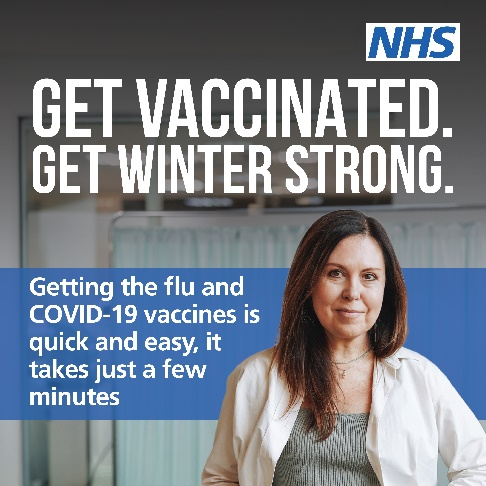 NHS
GET VACCINATED.
GET WINTER STRONG.
Getting the flu and
COVID-19 vaccines is
quick and easy, it
takes just a few
minutes